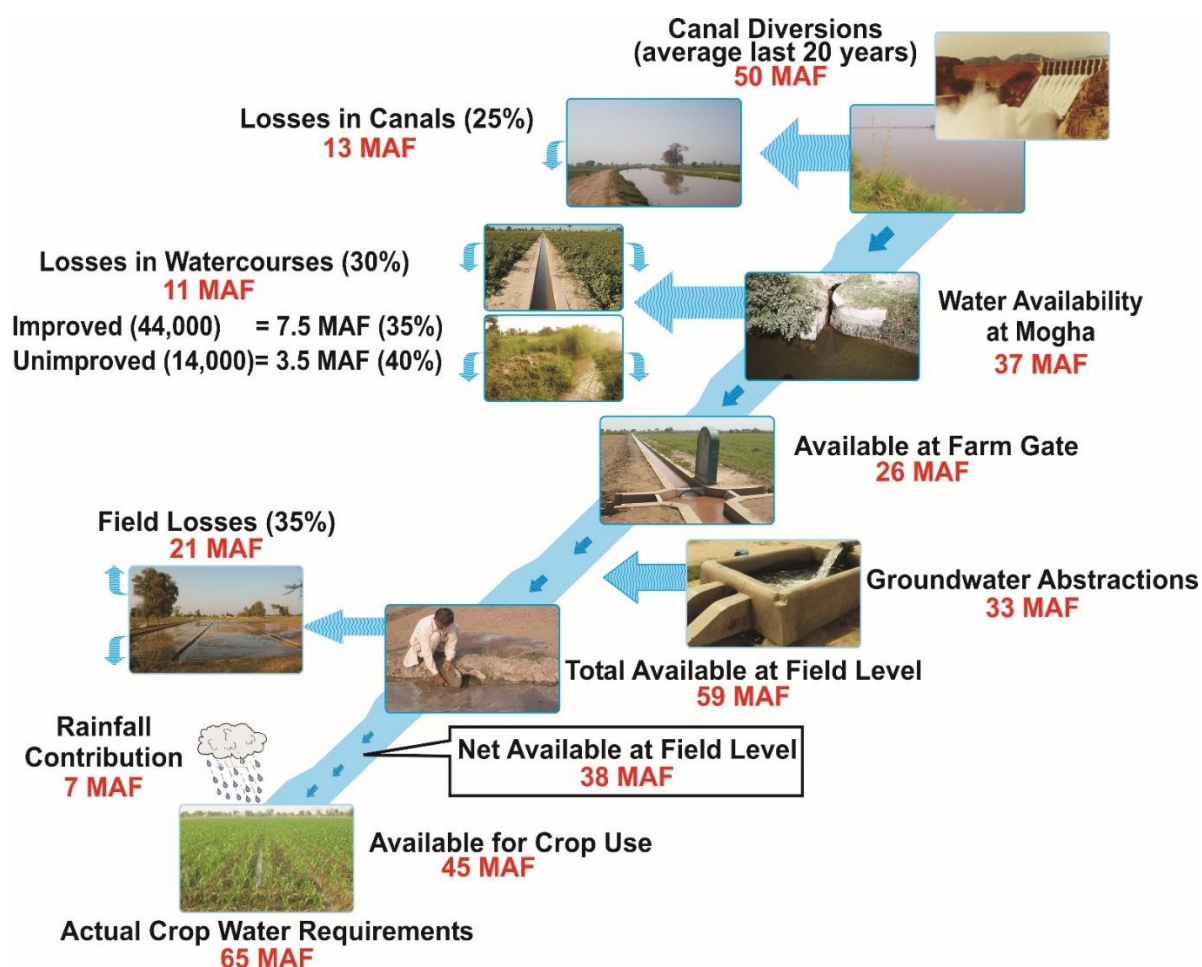 Canal Diversions
(average last 20 years)
50 MAF
Losses in Canals (25%)
13 MAF
Losses in Watercourses (30%)
11 MAF
Improved (44,000) = 7.5 MAF (35%)
Unimproved (14,000)= 3.5 MAF (40%)
Water Availability
at Mogha
37 MAF
Available at Farm Gate
26 MAF
Field Losses (35%)
21 MAF
Groundwater Abstractions
33 MAF
Total Available at Field Level
59 MAF
Rainfall
Contribution
7 MAF
Net Available at Field Level
38 MAF
Available for Crop Use
45 MAF
Actual Crop Water Requirements
65 MAF